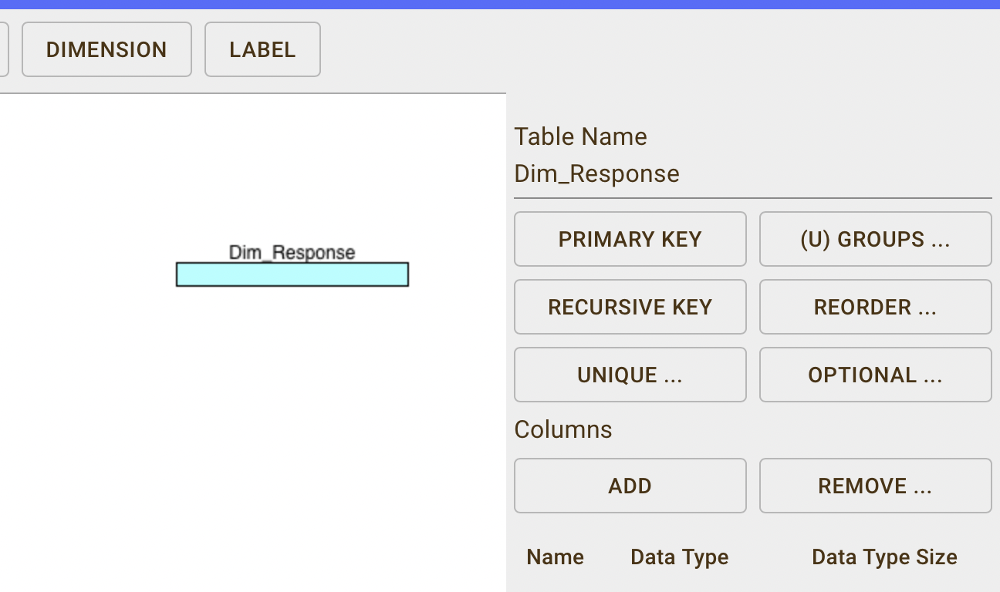 DIMENSION LABEL
Table Name
Dim_Response
PRIMARY KEY (U) GROUPS ...
Dim_Response
RECURSIVE KEY REORDER ...
UNIQUE ... OPTIONAL ...
Columns
ADD REMOVE ...
Name Data Type Data Type Size